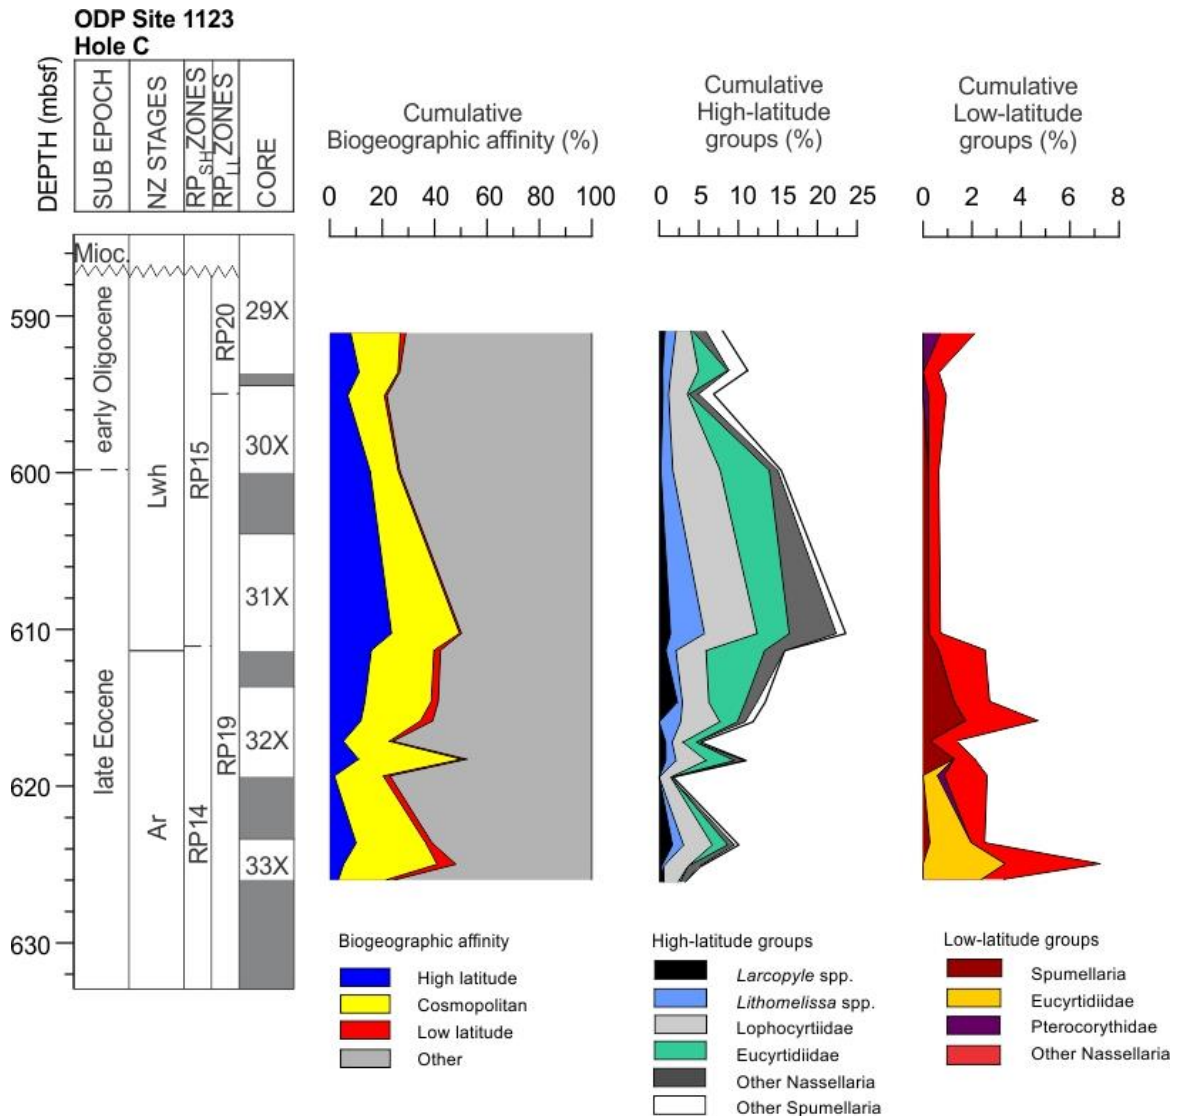 ODP Site 1123
Hole C
DEPTH (mbsf)
SUB EPOCH
NZ STAGES
RP_SH ZONES
RP_LL ZONES
CORE
Cumulative
Biogeographic affinity (%)
0 20 40 60 80 100
Cumulative
High-latitude
groups (%)
0 5 10 15 20 25
Cumulative
Low-latitude
groups (%)
0 2 4 6 8
590
600
610
620
630
Mioc.
early Oligocene
late Eocene
Lwh
Ar
RP15
RP14
RP20
RP19
29X
30X
31X
32X
33X
Biogeographic affinity
High latitude
Cosmopolitan
Low latitude
Other
High-latitude groups
Larcopyle spp.
Lithomelissa spp.
Lophocyrtiidae
Eucyrtidiidae
Other Nassellaria
Other Spumellaria
Low-latitude groups
Spumellaria
Eucyrtidiidae
Pterocorythidae
Other Nassellaria